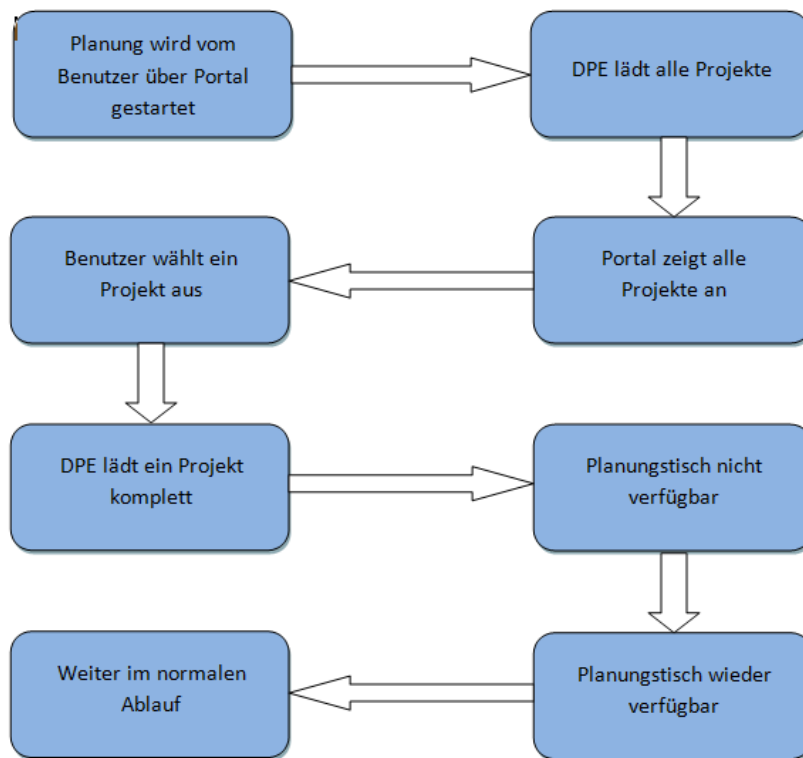 Planung wird vom
Benutzer über Portal
gestartet
DPE lädt alle Projekte
Portal zeigt alle
Projekte an
Benutzer wählt ein
Projekt aus
DPE lädt ein Projekt
komplett
Planungstisch nicht
verfügbar
Planungstisch wieder
verfügbar
Weiter im normalen
Ablauf